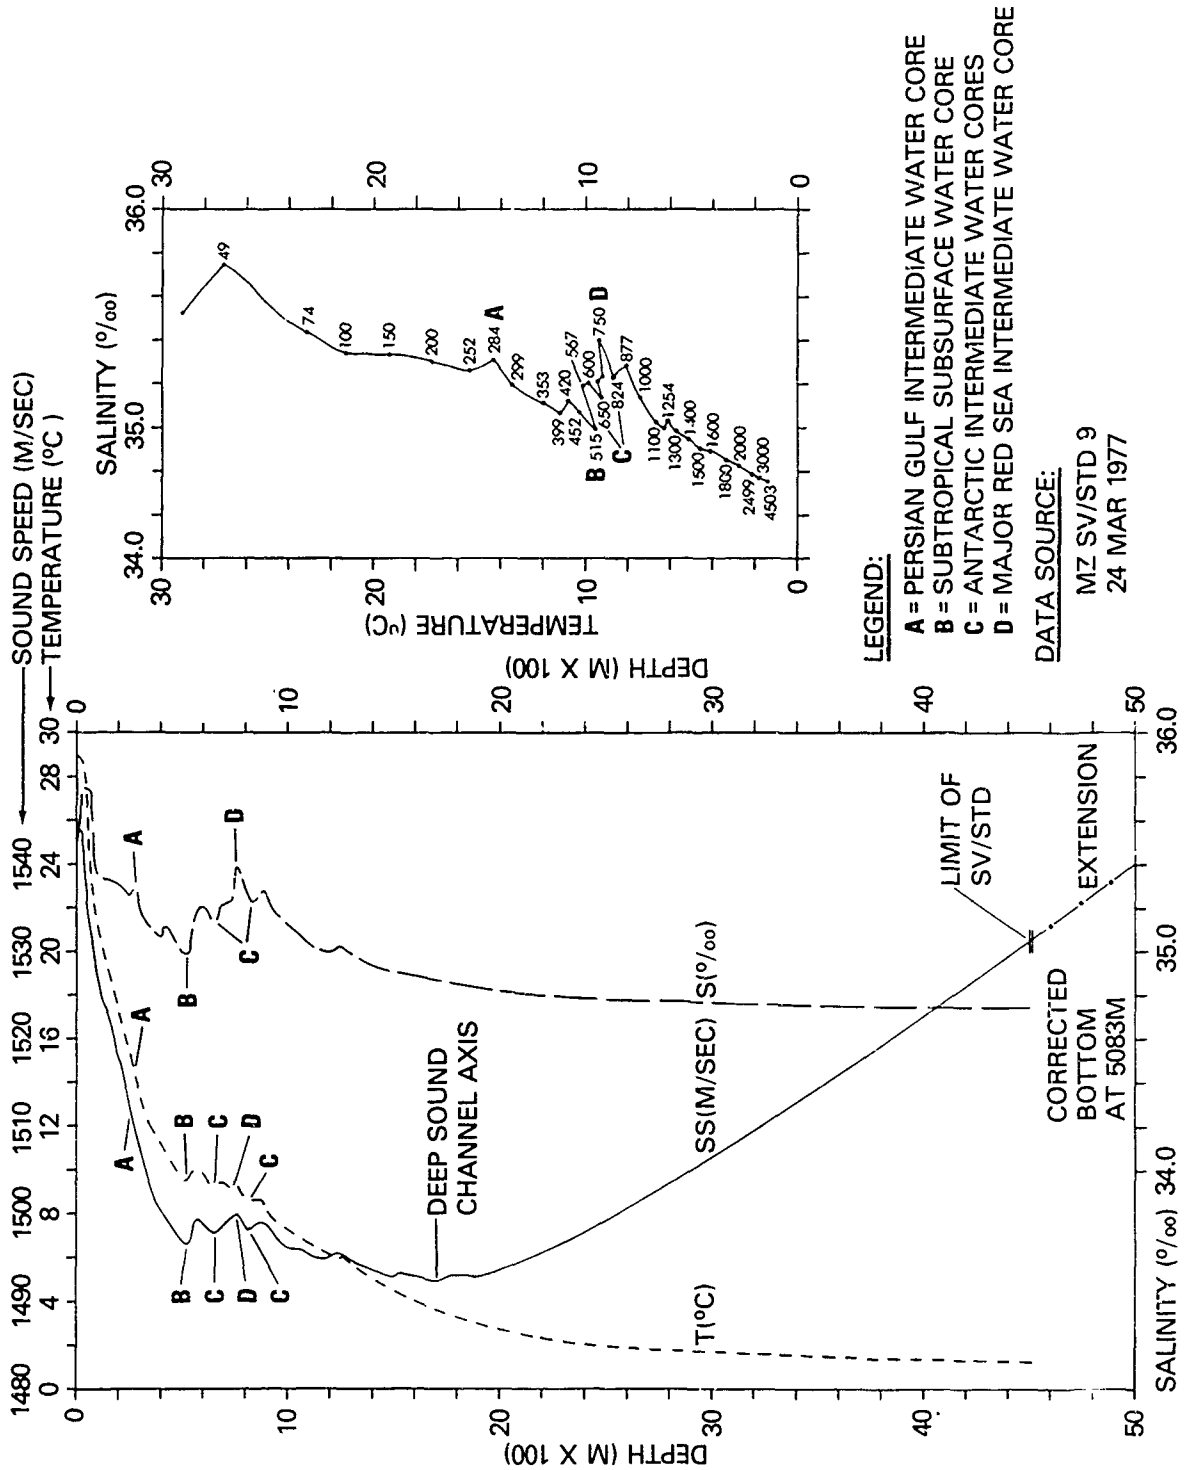 SOUND SPEED (M/SEC)
TEMPERATURE (°C)
1480 1490 1500 1510 1520 1530 1540
0 4 8 12 16 20 24 28 30
0
10
20
30
40
50
DEPTH (M X 100)
0
10
20
30
40
50
DEPTH (M X 100)
A
A
A
B
B
B
C
C
C
C
C
D
D
D
DEEP SOUND
CHANNEL AXIS
T(°C)
SS(M/SEC)
S(°/oo)
LIMIT OF
SV/STD
EXTENSION
CORRECTED
BOTTOM
AT 5083M
SALINITY (°/oo)
34.0 35.0 36.0
SALINITY (°/oo)
34.0 35.0 36.0
TEMPERATURE (°C)
30
20
10
0
30
20
10
0
49
74
100
150
200
252
284 A
299
353
399
420
452
567
B 515
600
650
C
750 D
824
877
1000
1100
1254
1300
1400
1500
1600
1800
2000
2499
3000
4503
LEGEND:
A = PERSIAN GULF INTERMEDIATE WATER CORE
B = SUBTROPICAL SUBSURFACE WATER CORE
C = ANTARCTIC INTERMEDIATE WATER CORES
D = MAJOR RED SEA INTERMEDIATE WATER CORE
DATA SOURCE:
MZ SV/STD 9
24 MAR 1977